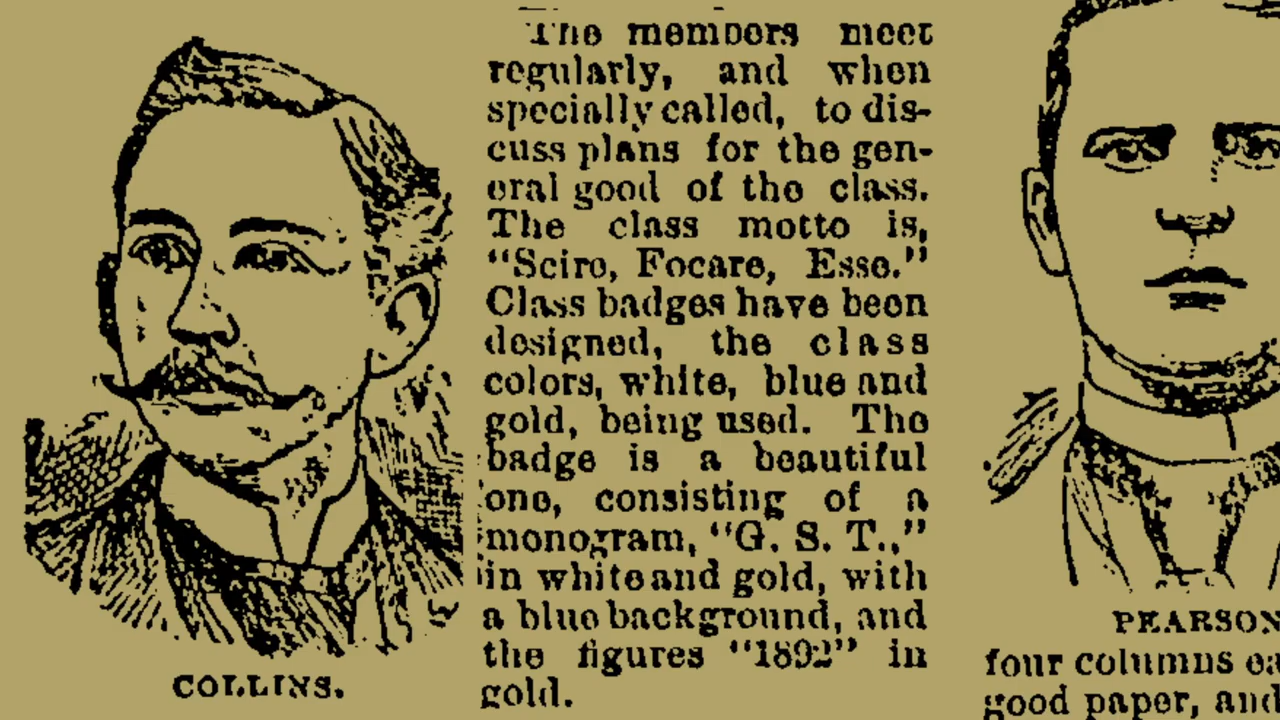 The members meet
regularly, and when
specially called, to dis-
cuss plans for the gen-
eral good of the class.
The class motto is,
"Scire, Focare, Esse."
Class badges have been
designed, the class
colors, white, blue and
gold, being used. The
badge is a beautiful
one, consisting of a
monogram, "G. S. T.,"
in white and gold, with
a blue background, and
the figures "1892" in
gold.
COLLINS.
PEARSON
four columns ea
good paper, and